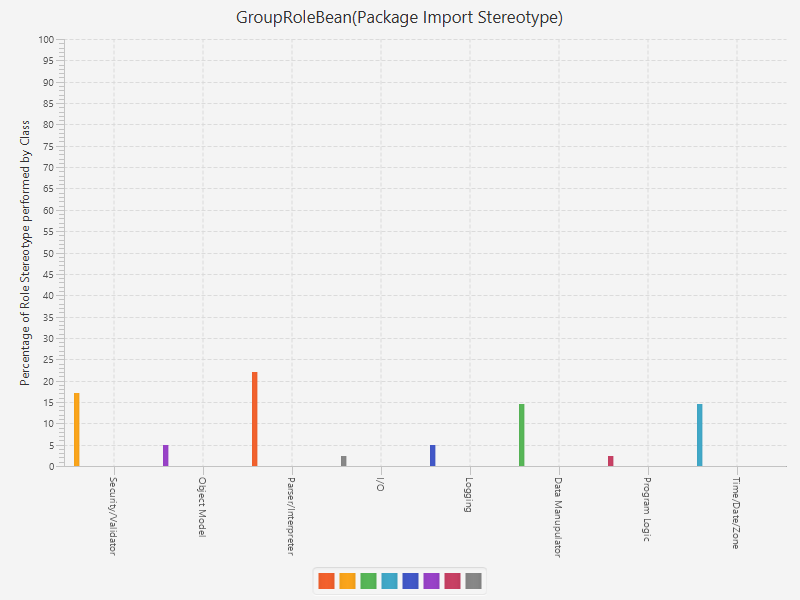 GroupRoleBean(Package Import Stereotype)
Percentage of Role Stereotype performed by Class
100
95
90
85
80
75
70
65
60
55
50
45
40
35
30
25
20
15
10
5
0
Security/Validator
Object Model
Parser/Interpreter
I/O
Logging
Data Manupulator
Program Logic
Time/Date/Zone